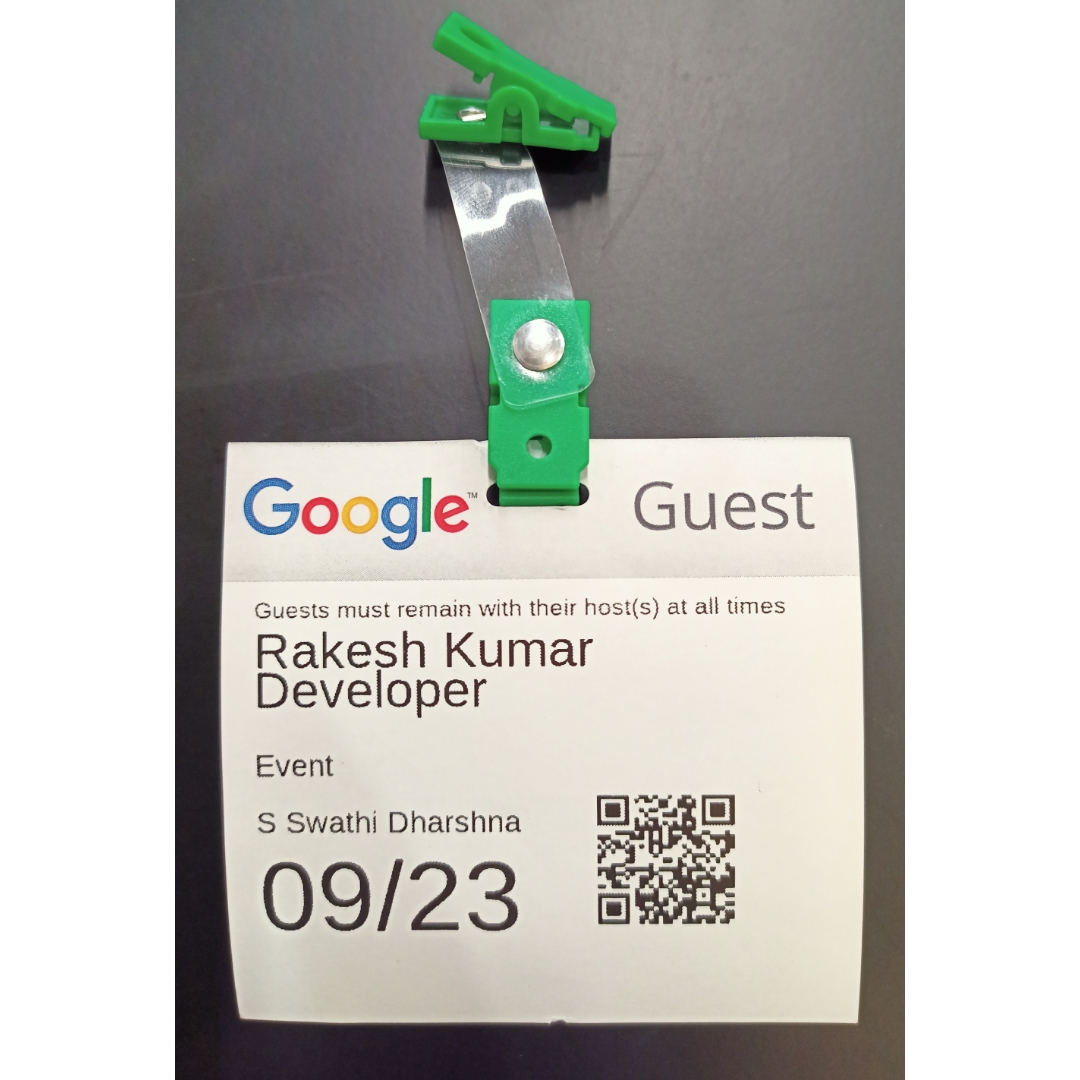 Google™ Guest
Guests must remain with their host(s) at all times
Rakesh Kumar
Developer
Event
S Swathi Dharshna
09/23